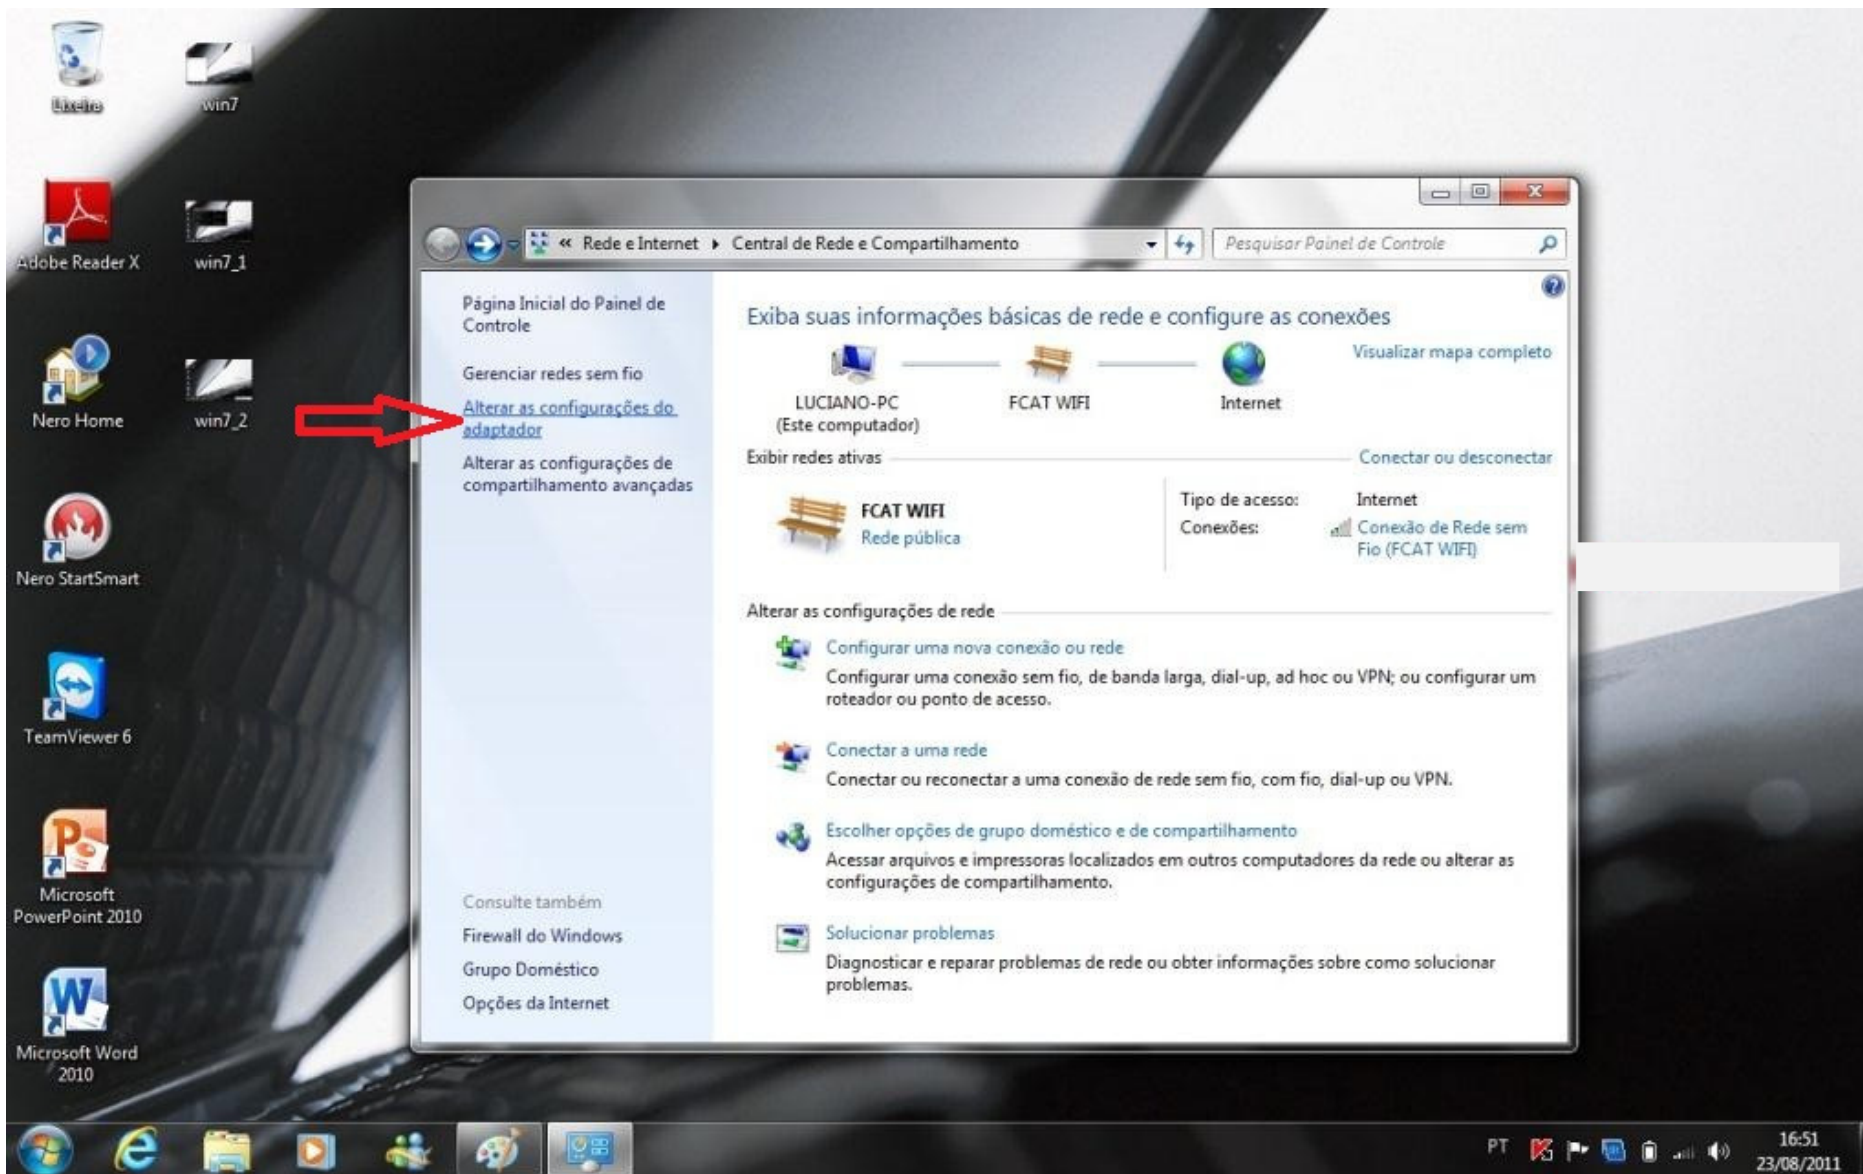 Lixeira
win7
Adobe Reader X
win7_1
Nero Home
win7_2
Nero StartSmart
TeamViewer 6
Microsoft
PowerPoint 2010
Microsoft Word
2010
« Rede e Internet
Central de Rede e Compartilhamento
Pesquisar Painel de Controle
Página Inicial do Painel de
Controle
Gerenciar redes sem fio
Alterar as configurações do
adaptador
Alterar as configurações de
compartilhamento avançadas
Consulte também
Firewall do Windows
Grupo Doméstico
Opções da Internet
Exiba suas informações básicas de rede e configure as conexões
Visualizar mapa completo
LUCIANO-PC
(Este computador)
FCAT WIFI
Internet
Exibir redes ativas
Conectar ou desconectar
FCAT WIFI
Rede pública
Tipo de acesso: Internet
Conexões: Conexão de Rede sem
Fio (FCAT WIFI)
Alterar as configurações de rede
Configurar uma nova conexão ou rede
Configurar uma conexão sem fio, de banda larga, dial-up, ad hoc ou VPN; ou configurar um
roteador ou ponto de acesso.
Conectar a uma rede
Conectar ou reconectar a uma conexão de rede sem fio, com fio, dial-up ou VPN.
Escolher opções de grupo doméstico e de compartilhamento
Acessar arquivos e impressoras localizados em outros computadores da rede ou alterar as
configurações de compartilhamento.
Solucionar problemas
Diagnosticar e reparar problemas de rede ou obter informações sobre como solucionar
problemas.
PT
16:51
23/08/2011